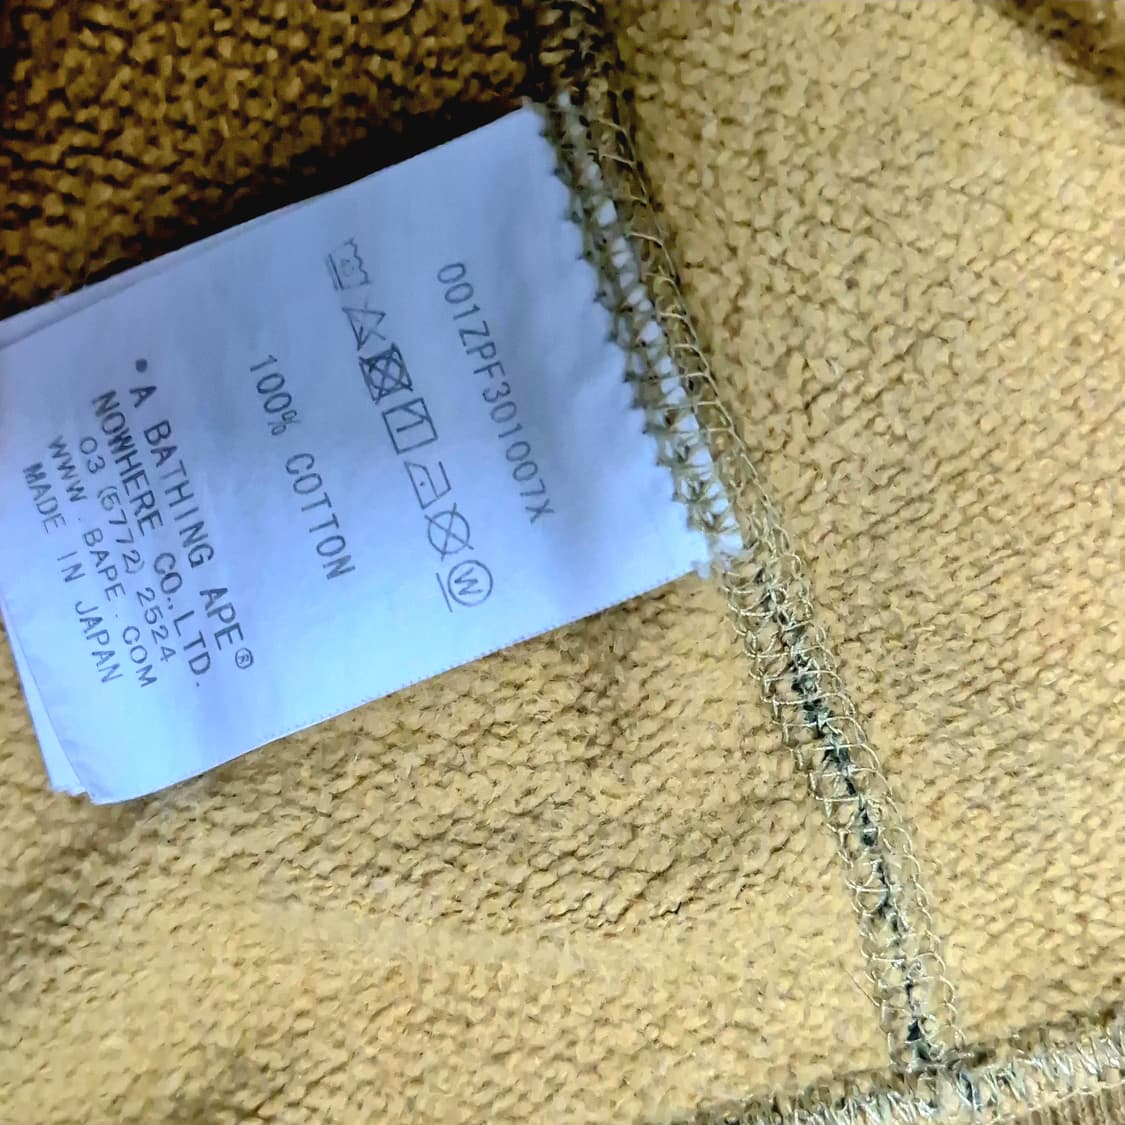 001ZPF301007X
W
100% COTTON
• A BATHING APE®
NOWHERE CO.,LTD.
03 (5772) 2524
WWW.BAPE.COM
MADE IN JAPAN